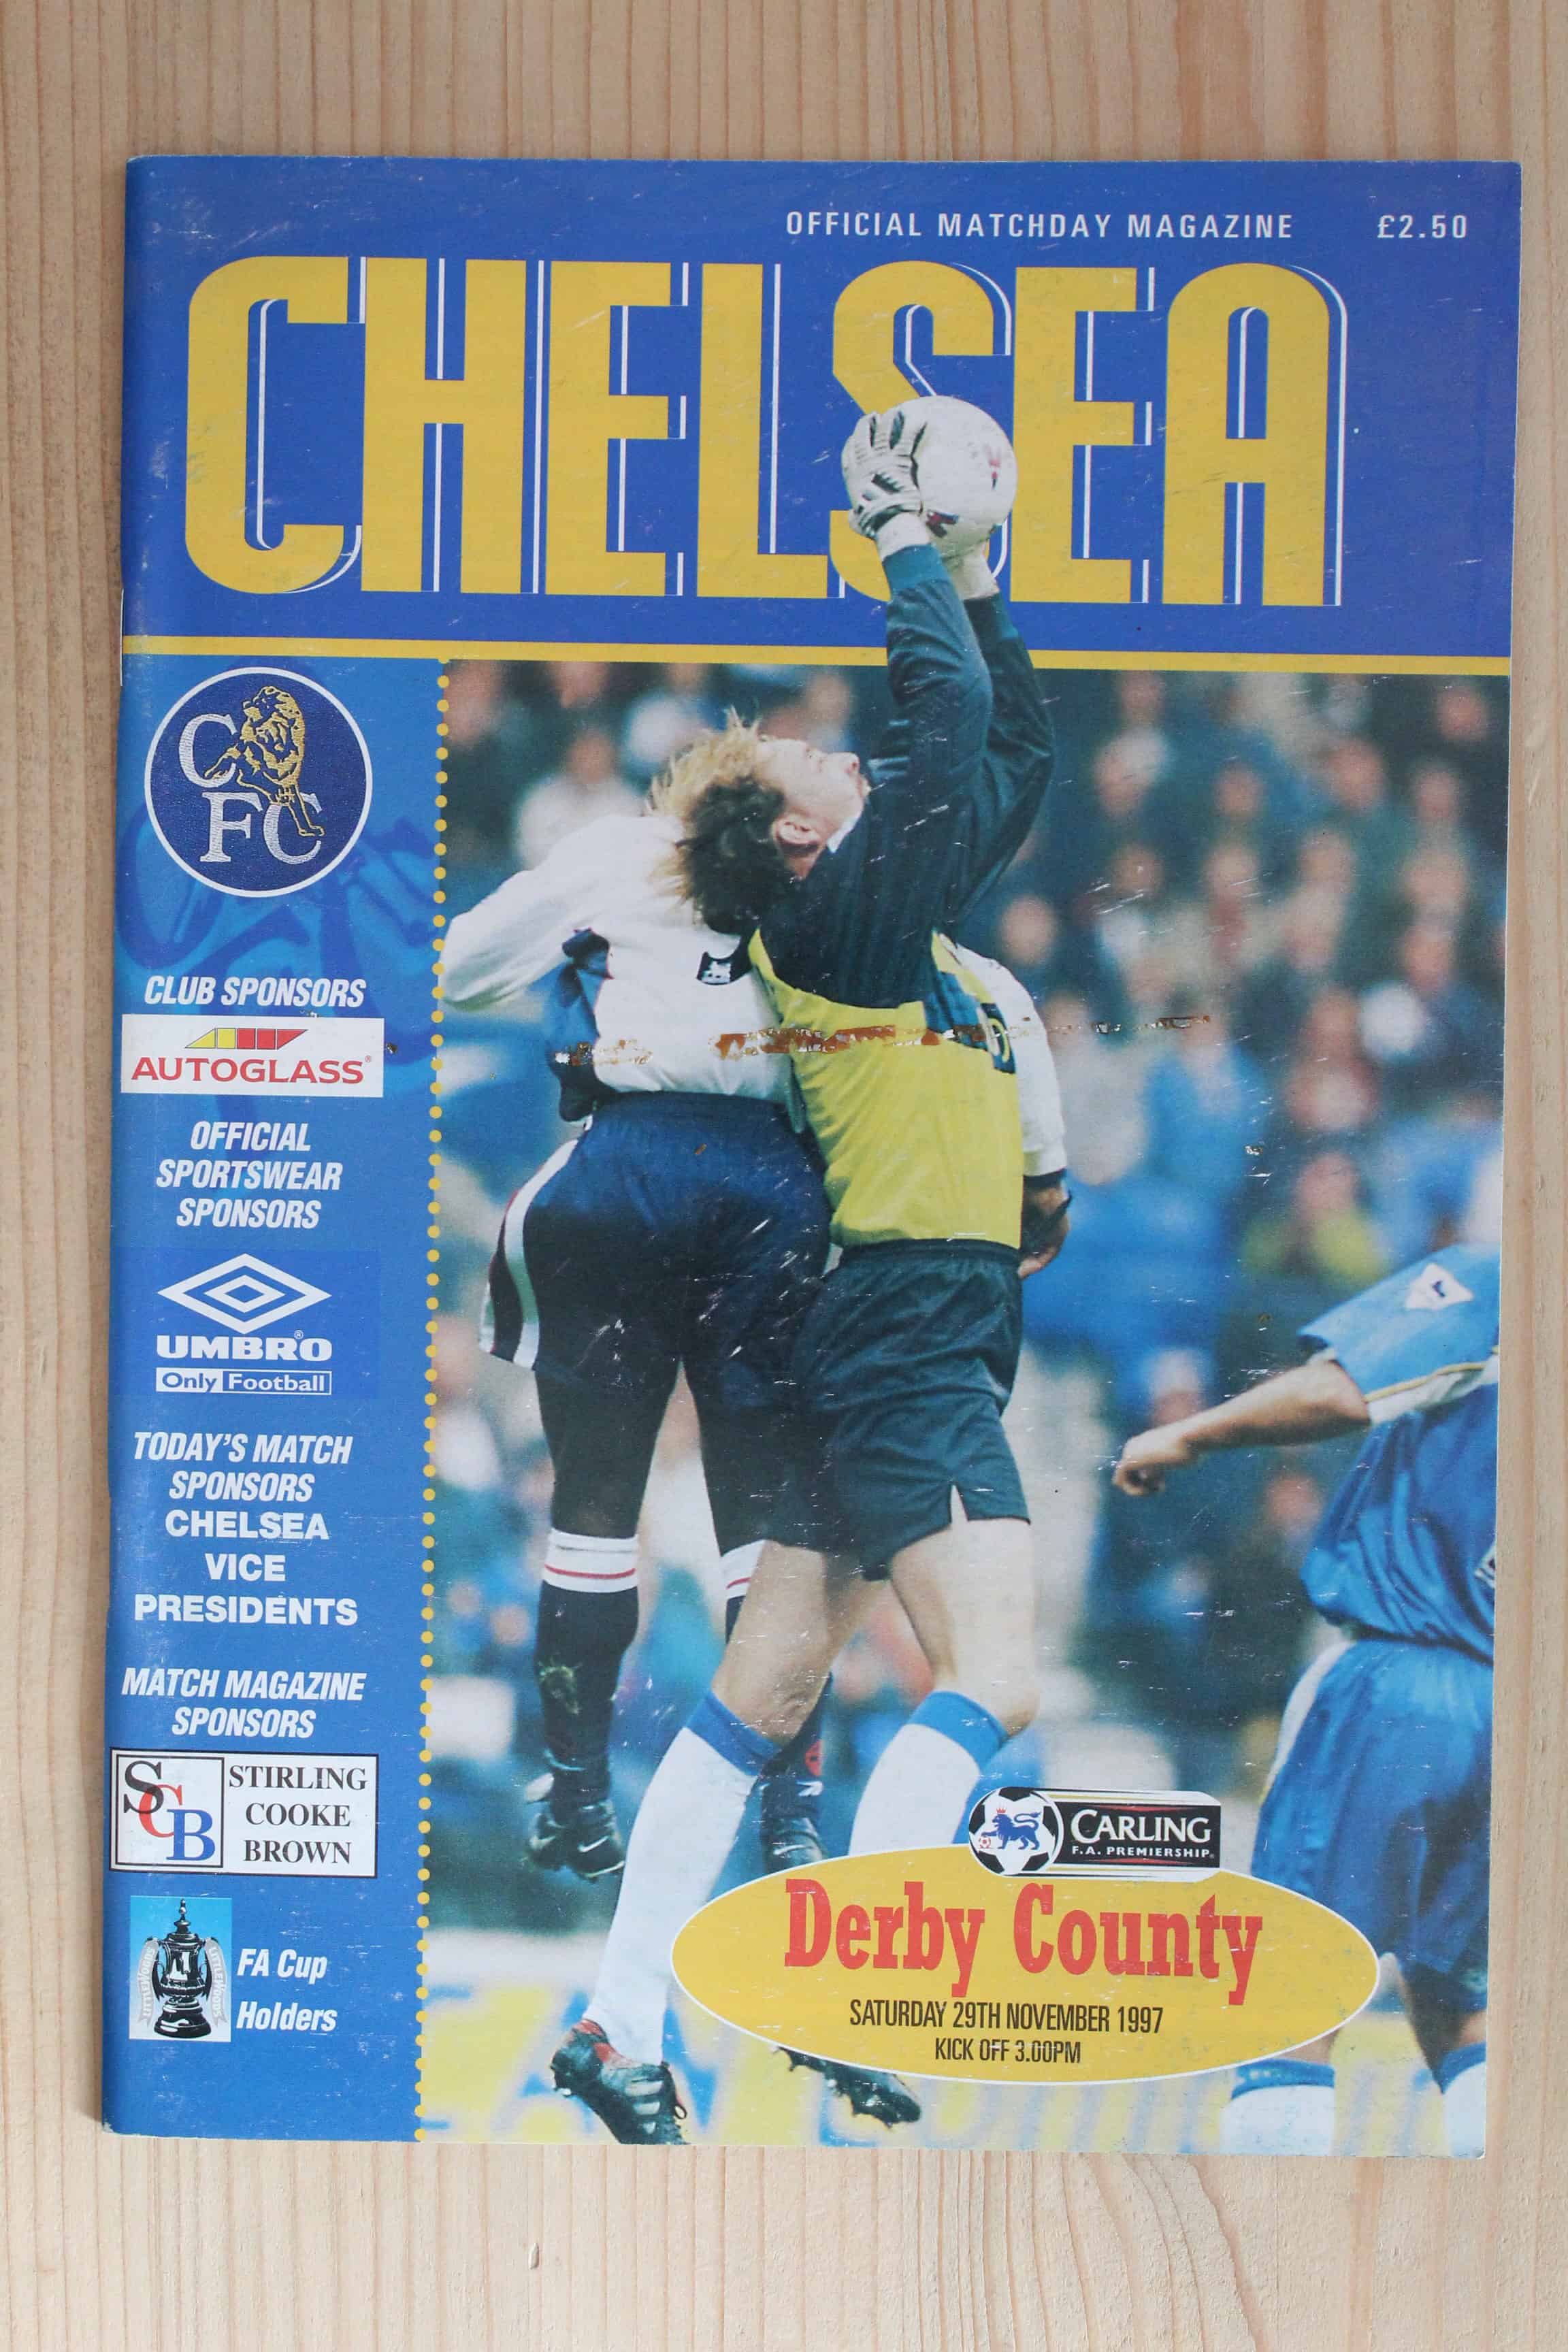 OFFICIAL MATCHDAY MAGAZINE £2.50
CHELSEA
C
FC
CLUB SPONSORS
AUTOGLASS®
OFFICIAL
SPORTSWEAR
SPONSORS
UMBRO®
Only Football
TODAY'S MATCH
SPONSORS
CHELSEA
VICE
PRESIDENTS
MATCH MAGAZINE
SPONSORS
SCB
STIRLING
COOKE
BROWN
FA Cup
Holders
CARLING
F.A. PREMIERSHIP
Derby County
SATURDAY 29TH NOVEMBER 1997
KICK OFF 3.00PM